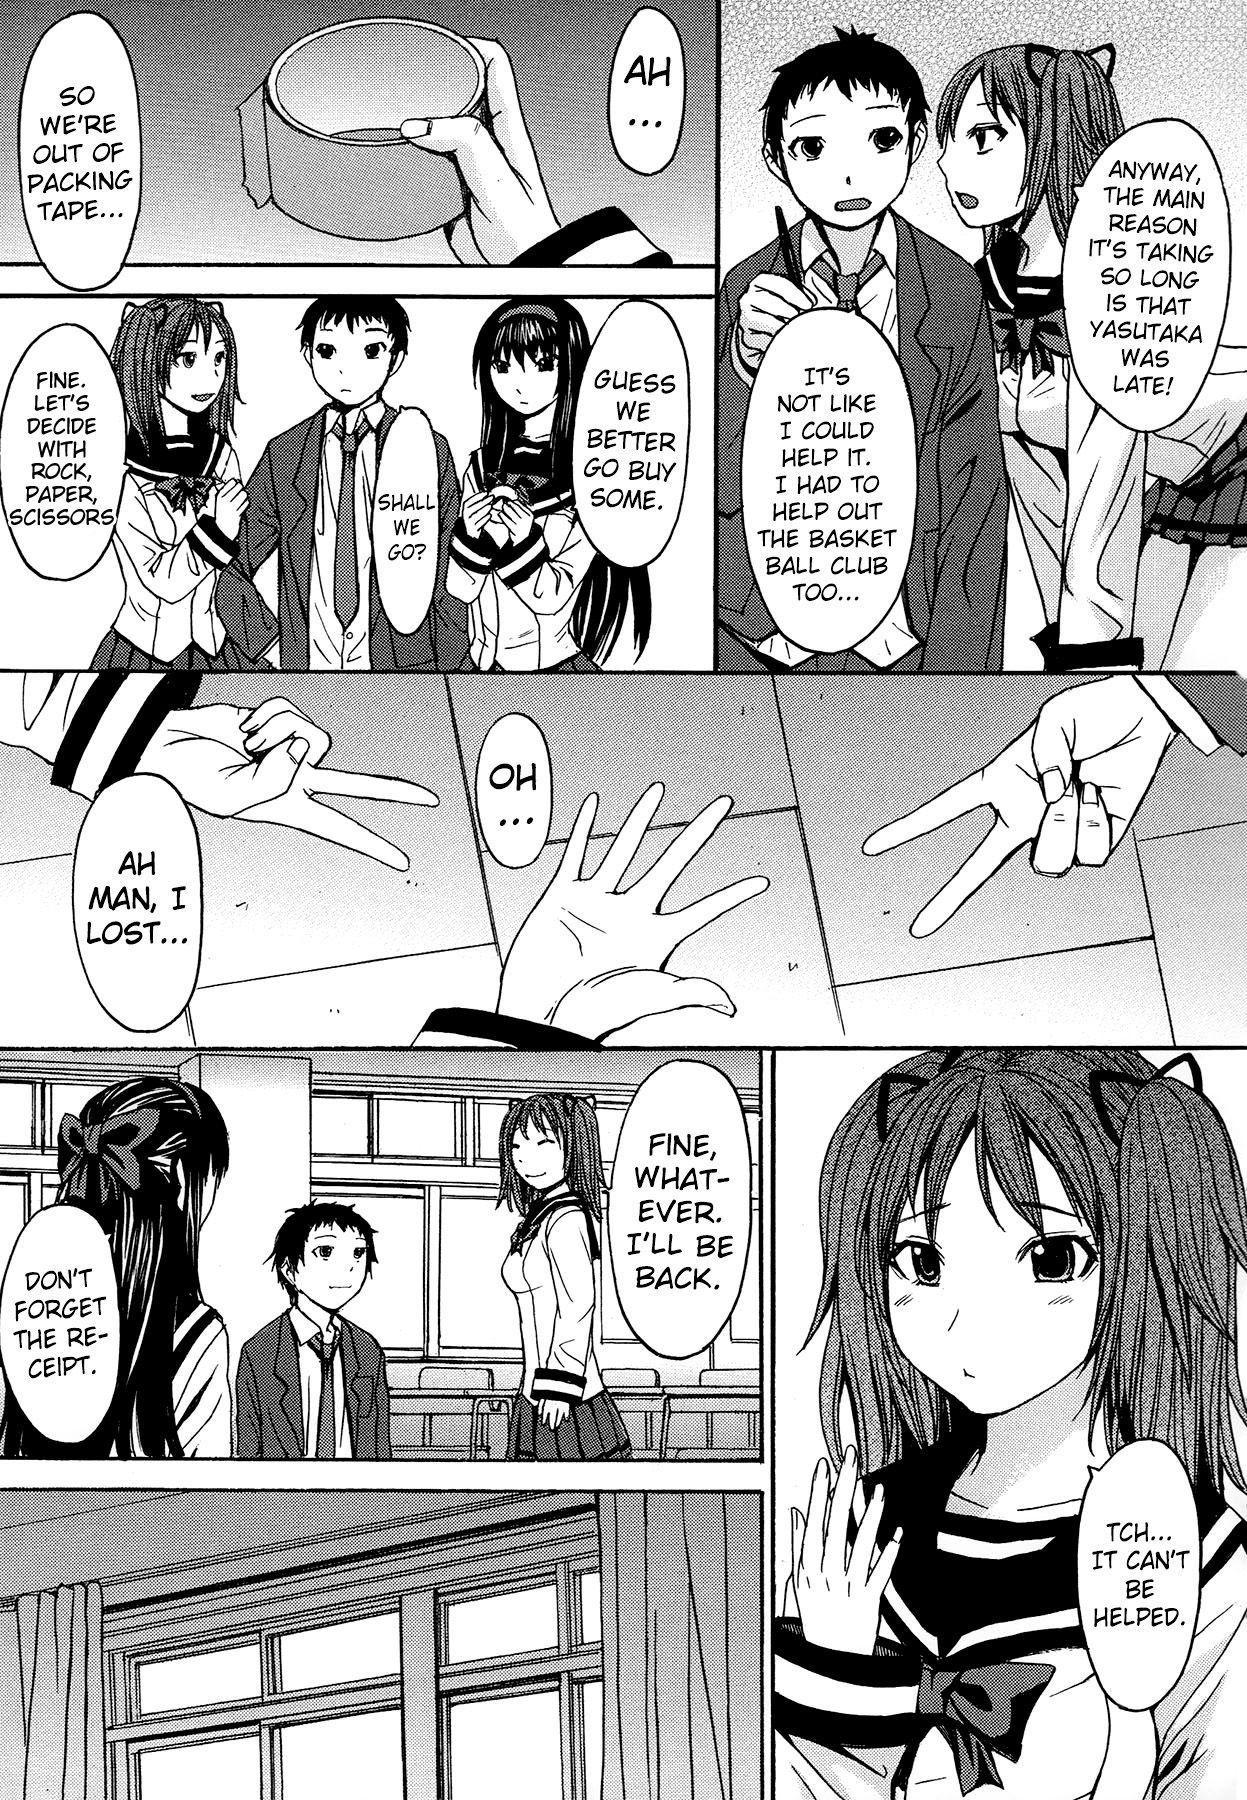 ANYWAY,
THE MAIN
REASON
IT'S TAKING
SO LONG
IS THAT
YASUTAKA
WAS
LATE!
IT'S
NOT LIKE
I COULD
HELP IT.
I HAD TO
HELP OUT
THE BASKET
BALL CLUB
TOO...
AH
...
SO
WE'RE
OUT OF
PACKING
TAPE...
GUESS
WE
BETTER
GO BUY
SOME.
SHALL
WE
GO?
FINE.
LET'S
DECIDE
WITH
ROCK,
PAPER,
SCISSORS
OH
...
AH
MAN, I
LOST...
TCH...
IT CAN'T
BE
HELPED.
FINE,
WHAT-
EVER.
I'LL BE
BACK.
DON'T
FORGET
THE RE-
CEIPT.